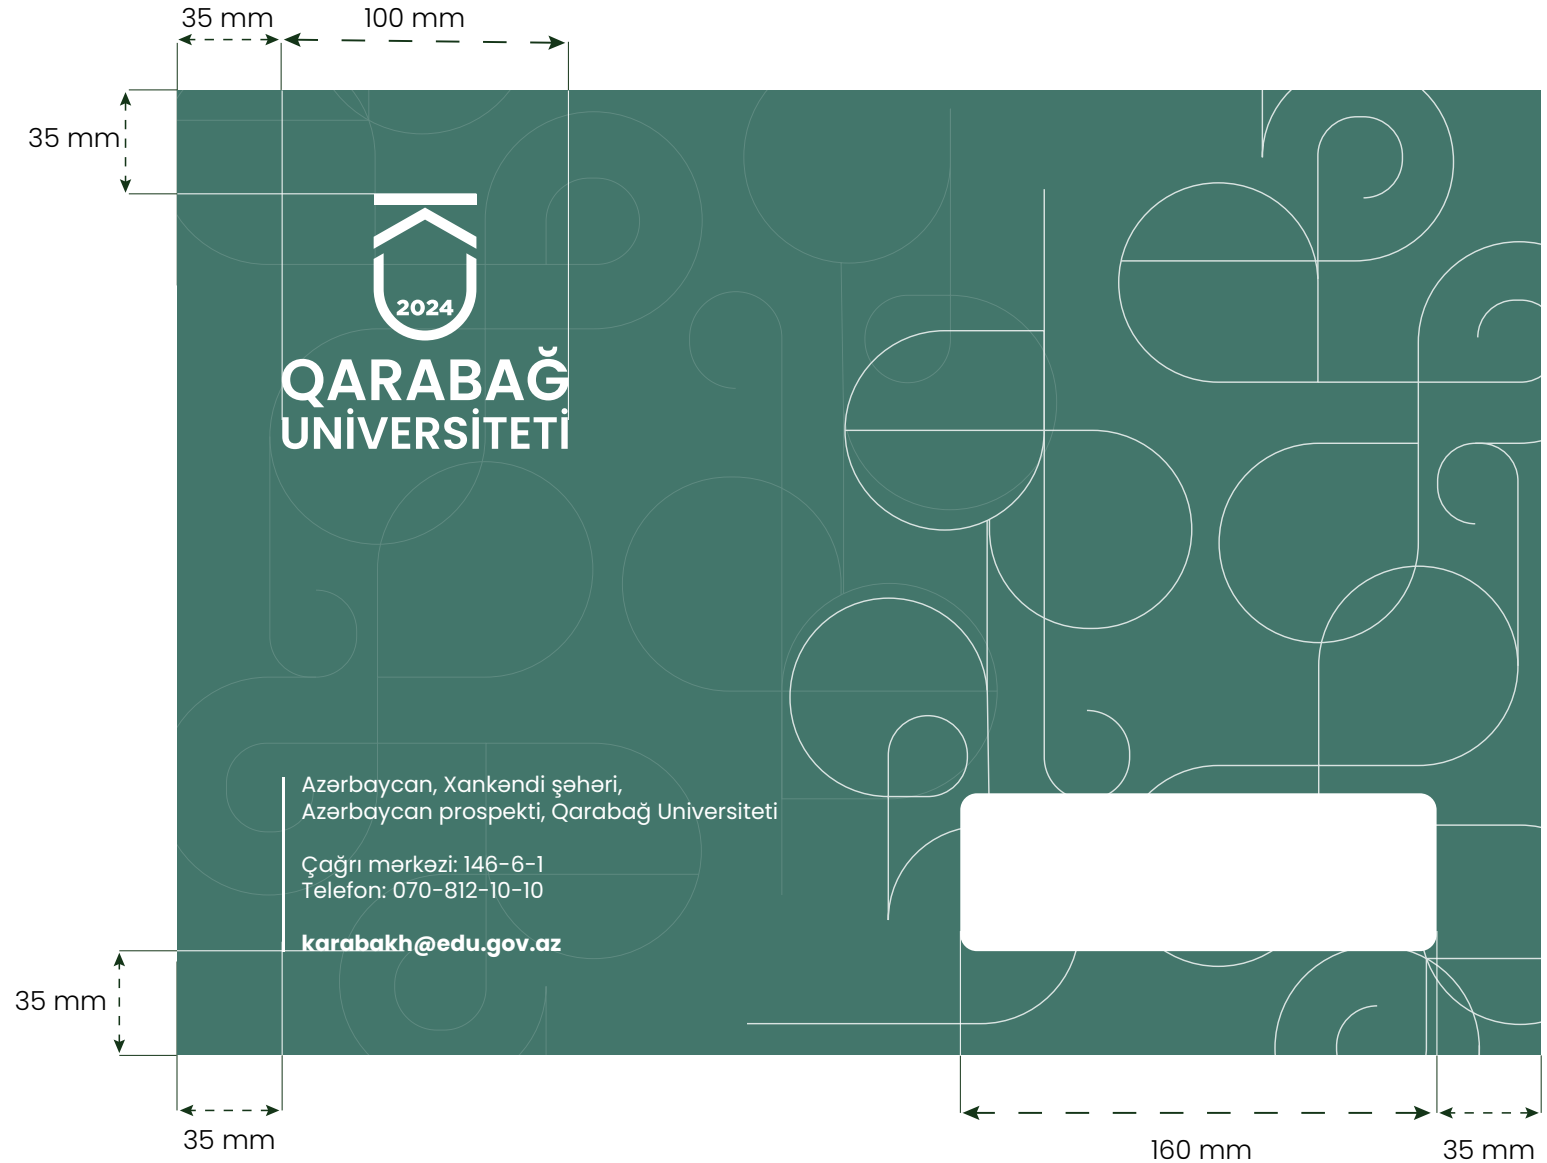 35 mm
100 mm
35 mm
2024
QARABAĞ
UNİVERSİTETİ
Azərbaycan, Xankəndi şəhəri,
Azərbaycan prospekti, Qarabağ Universiteti
Çağrı mərkəzi: 146-6-1
Telefon: 070-812-10-10
karabakh@edu.gov.az
35 mm
35 mm
160 mm
35 mm